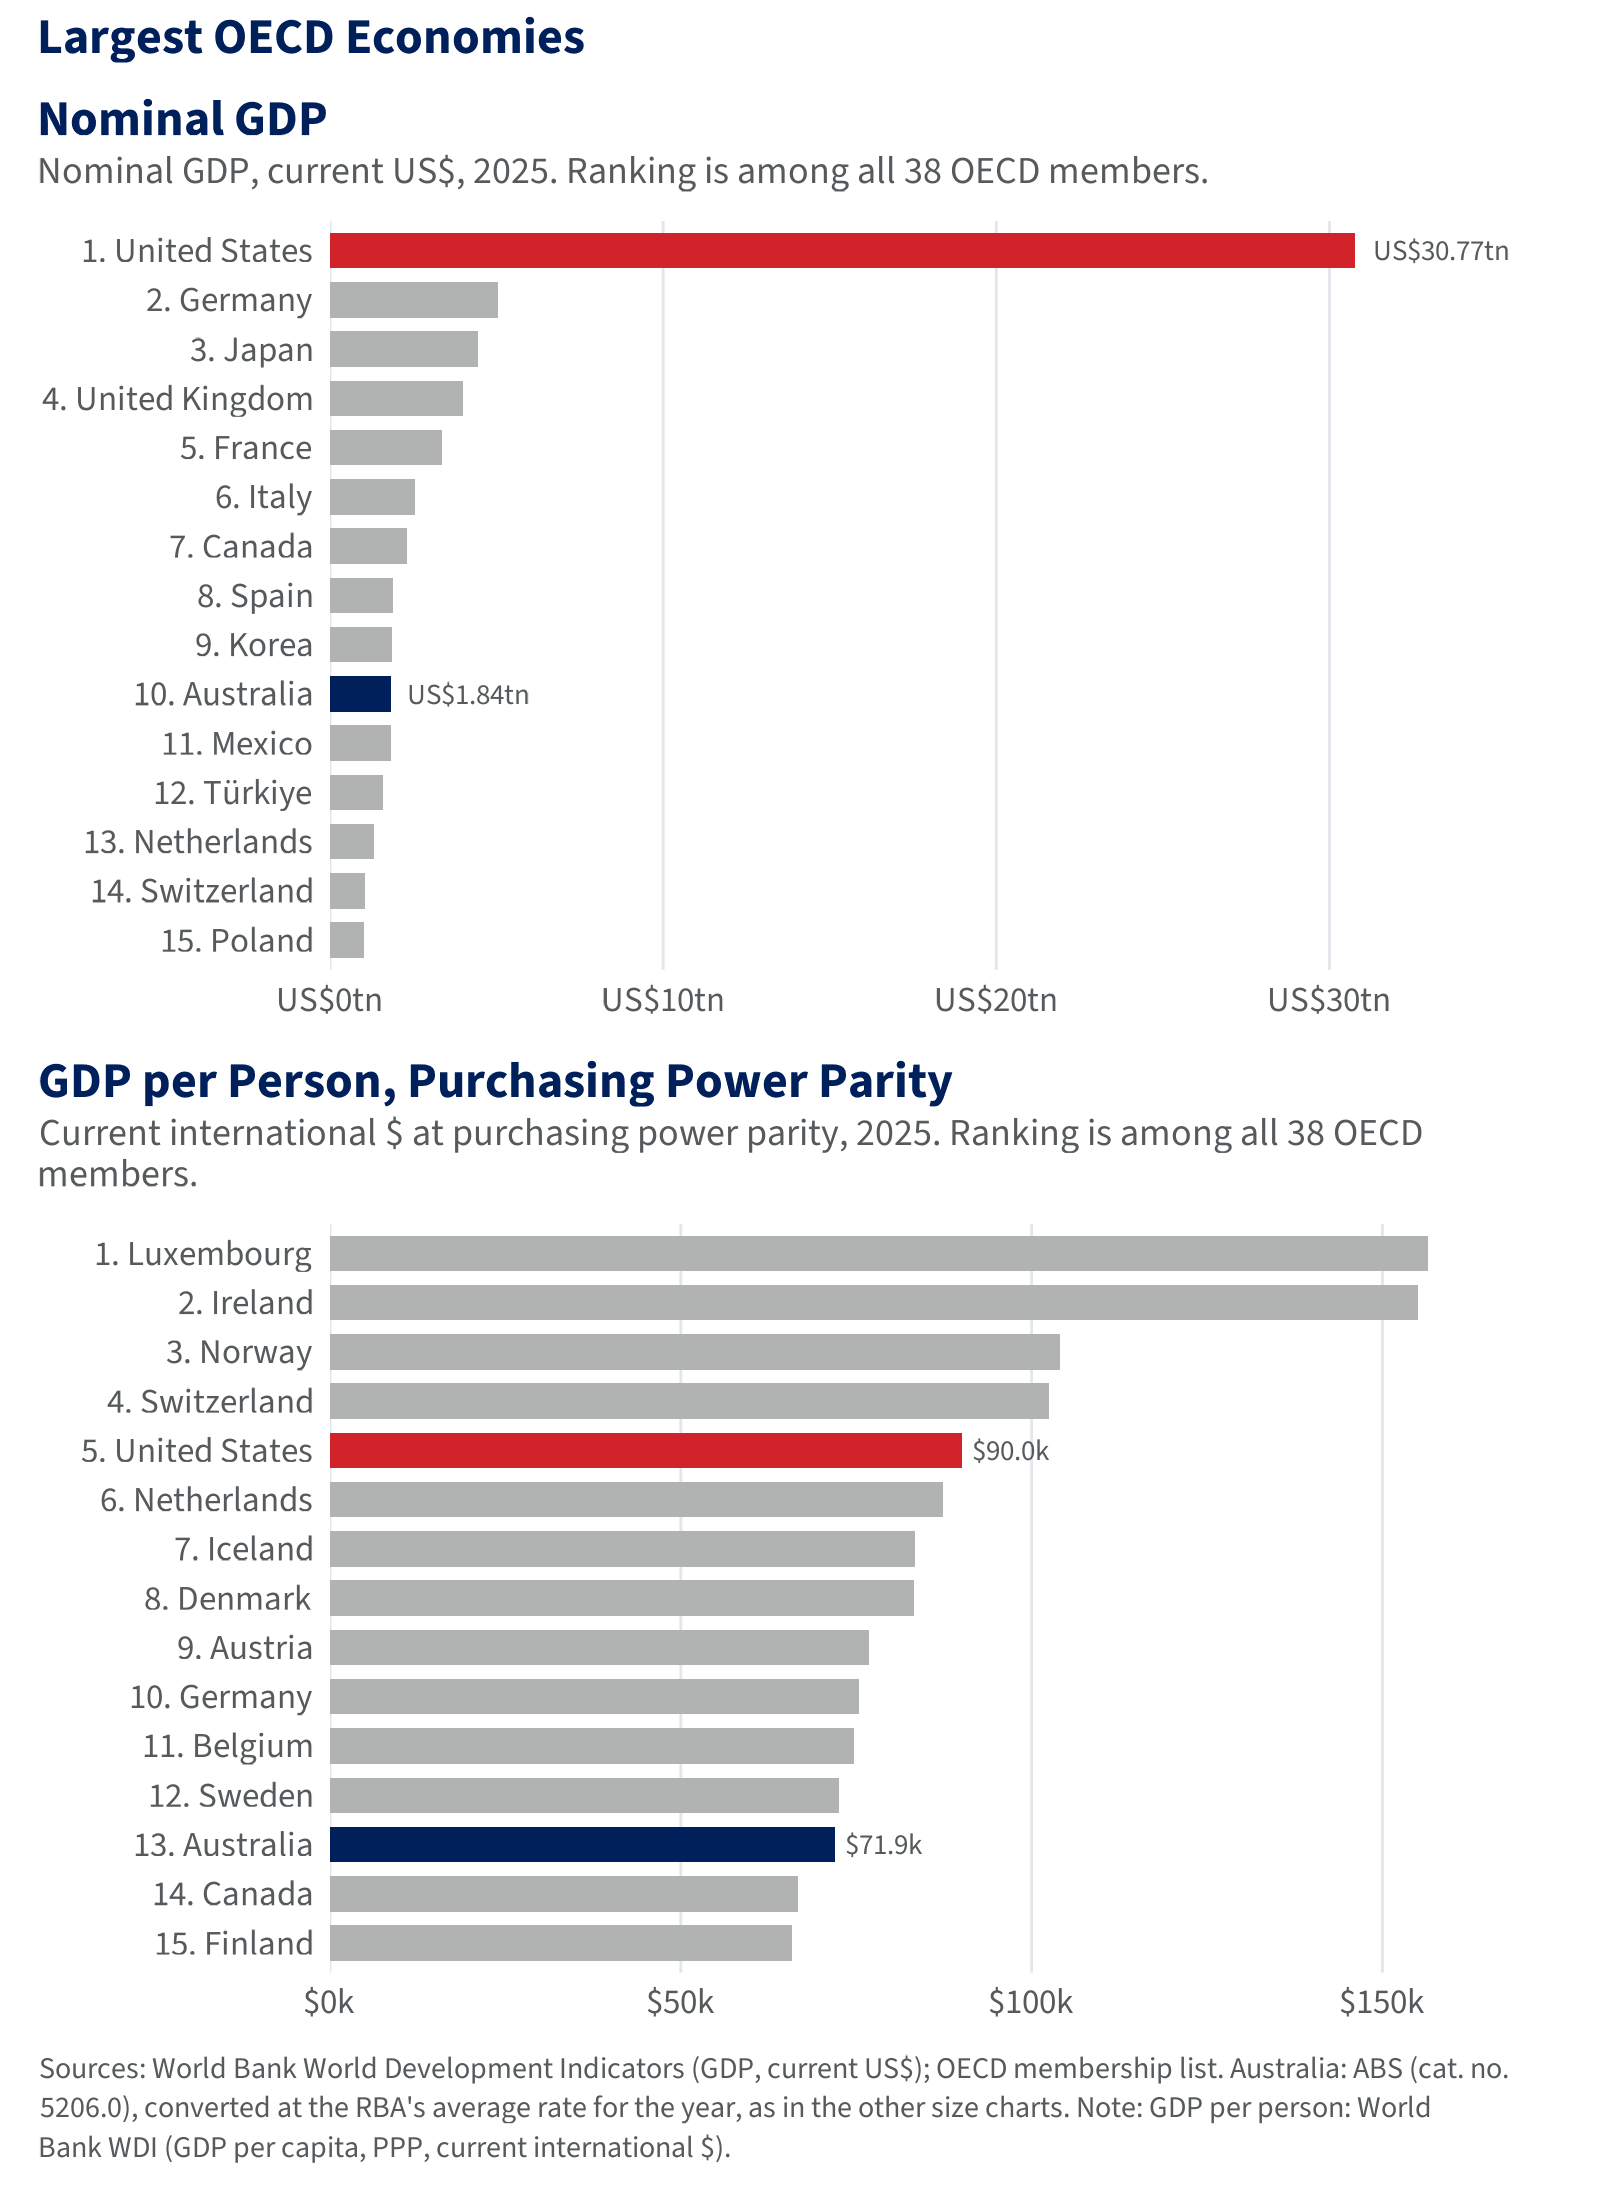 Largest OECD Economies
Nominal GDP
Nominal GDP, current US$, 2025. Ranking is among all 38 OECD members.
1. United States US$30.77tn
2. Germany
3. Japan
4. United Kingdom
5. France
6. Italy
7. Canada
8. Spain
9. Korea
10. Australia US$1.84tn
11. Mexico
12. Türkiye
13. Netherlands
14. Switzerland
15. Poland
US$0tn US$10tn US$20tn US$30tn
GDP per Person, Purchasing Power Parity
Current international $ at purchasing power parity, 2025. Ranking is among all 38 OECD
members.
1. Luxembourg
2. Ireland
3. Norway
4. Switzerland
5. United States $90.0k
6. Netherlands
7. Iceland
8. Denmark
9. Austria
10. Germany
11. Belgium
12. Sweden
13. Australia $71.9k
14. Canada
15. Finland
$0k $50k $100k $150k
Sources: World Bank World Development Indicators (GDP, current US$); OECD membership list. Australia: ABS (cat. no.
5206.0), converted at the RBA's average rate for the year, as in the other size charts. Note: GDP per person: World
Bank WDI (GDP per capita, PPP, current international $).